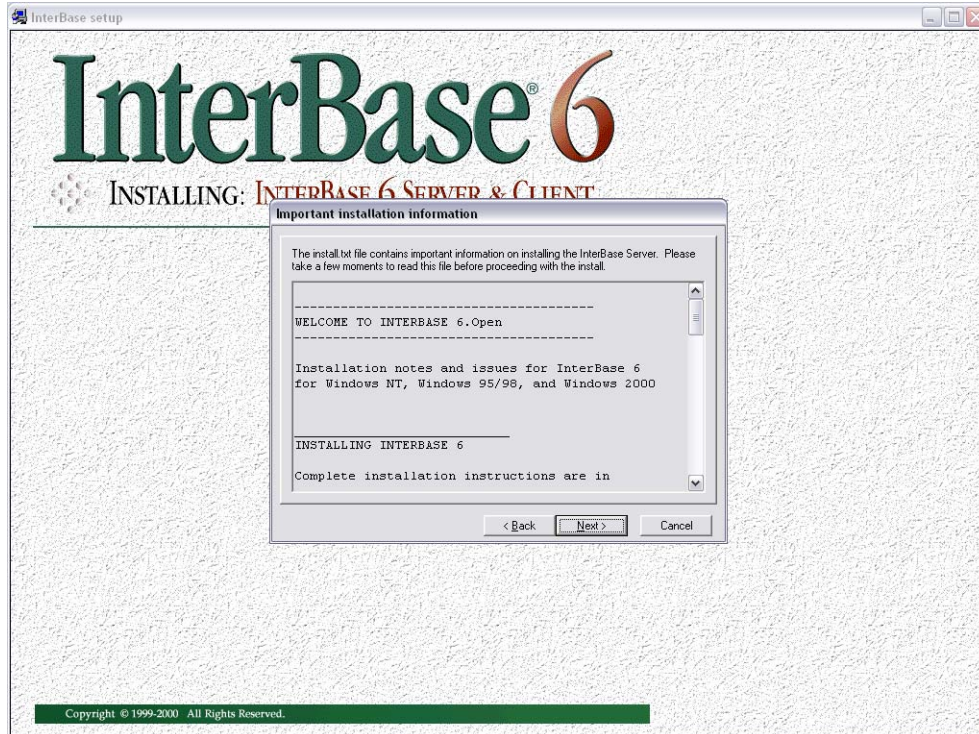 InterBase setup
InterBase® 6
INSTALLING: INTERBASE 6 SERVER & CLIENT
Important installation information
The install.txt file contains important information on installing the InterBase Server. Please
take a few moments to read this file before proceeding with the install.
---------------------------------------
WELCOME TO INTERBASE 6.Open
---------------------------------------
Installation notes and issues for InterBase 6
for Windows NT, Windows 95/98, and Windows 2000
____________________________
INSTALLING INTERBASE 6
Complete installation instructions are in
< Back
Next >
Cancel
Copyright © 1999-2000 All Rights Reserved.